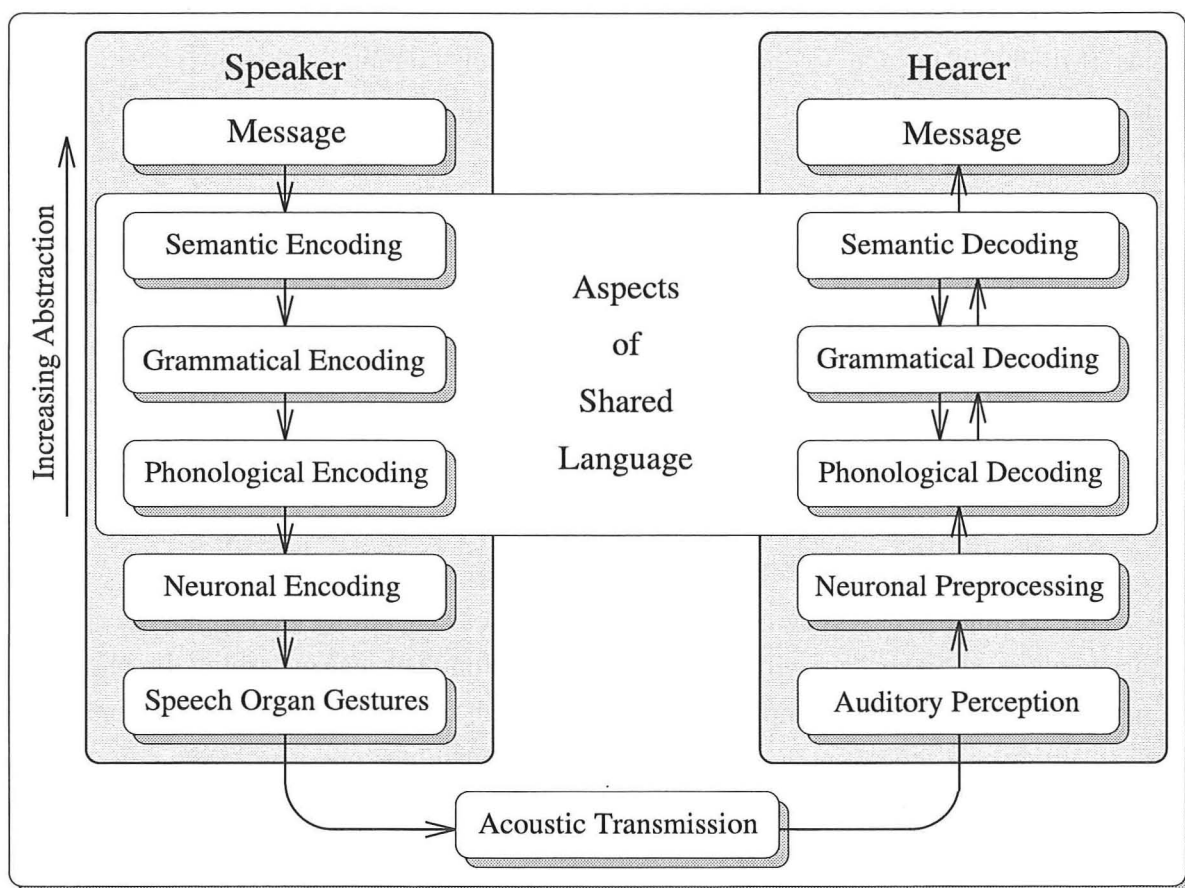 Speaker
Message
Semantic Encoding
Grammatical Encoding
Phonological Encoding
Neuronal Encoding
Speech Organ Gestures
Increasing Abstraction
Aspects
of
Shared
Language
Hearer
Message
Semantic Decoding
Grammatical Decoding
Phonological Decoding
Neuronal Preprocessing
Auditory Perception
Acoustic Transmission